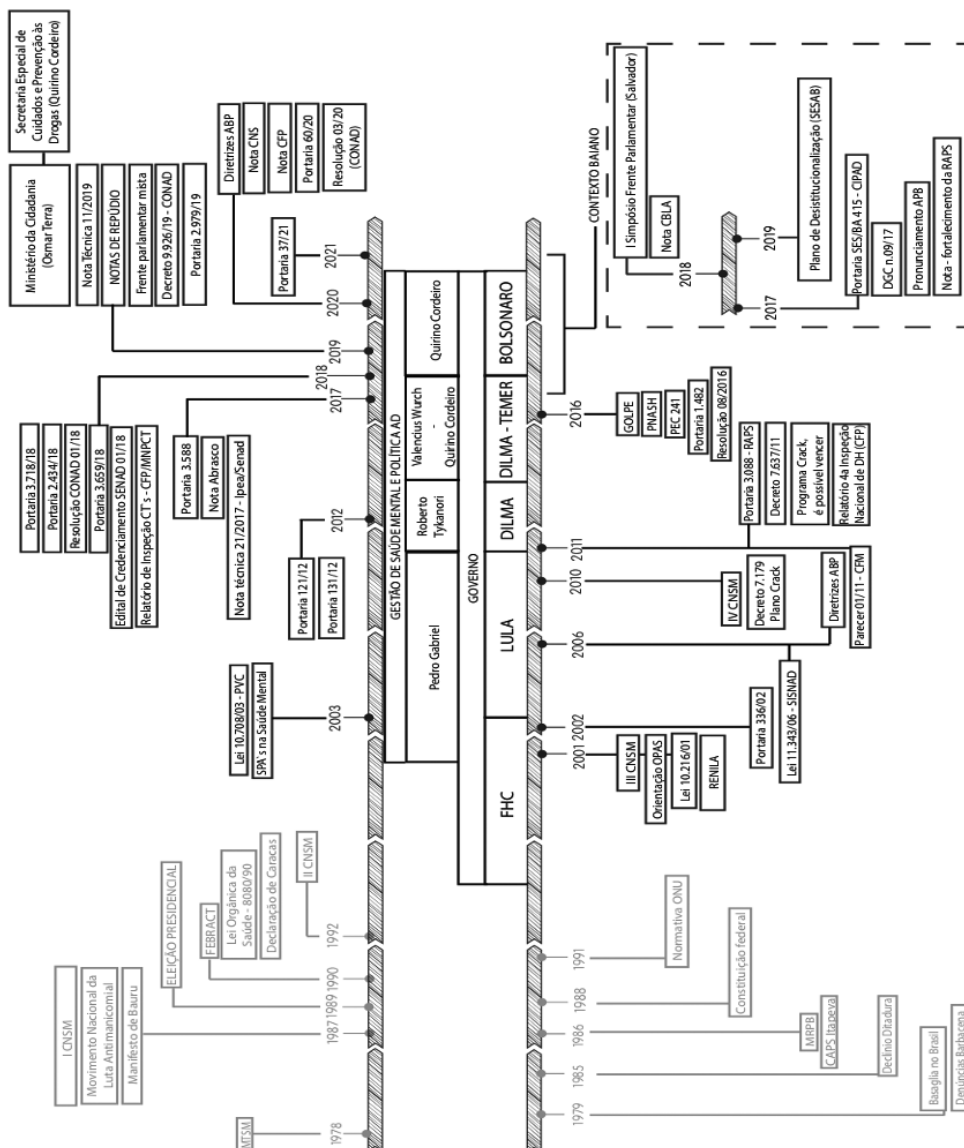 MTSM
1978
I CNSM
Movimento Nacional da
Luta Antimanicomial
Manifesto de Bauru
1987
ELEIÇÃO PRESIDENCIAL
1989
FEBRACT
Lei Orgânica da
Saúde - 8080/90
Declaração de Caracas
1990
II CNSM
1992
Lei 10.708/03 - PVC
SPA's na Saúde Mental
2003
Portaria 121/12
Portaria 131/12
2012
Portaria 3.588
Nota Abrasco
Nota técnica 21/2017 - Ipea/Senad
2017
Portaria 3.718/18
Portaria 2.434/18
Resolução CONAD 01/18
Portaria 3.659/18
Edital de Credenciamento SENAD 01/18
Relatório de Inspeção CT´s - CFP/MNPCT
2018
Secretaria Especial de
Cuidados e Prevenção às
Drogas (Quirino Cordeiro)
Ministério da Cidadania
(Osmar Terra)
Nota Técnica 11/2019
NOTAS DE REPÚDIO
Frente parlamentar mista
Decreto 9.926/19 - CONAD
Portaria 2.979/19
2019
Diretrizes ABP
Nota CNS
Nota CFP
Portaria 60/20
Resolução 03/20
(CONAD)
2020
Portaria 37/21
2021
GESTÃO DE SAÚDE MENTAL E POLÍTICA AD
Pedro Gabriel
Roberto
Tykanori
Valencius Wurch
-
Quirino Cordeiro
Quirino Cordeiro
GOVERNO
FHC
LULA
DILMA
DILMA - TEMER
BOLSONARO
1979
Basaglia no Brasil
Denúncias Barbacena
1985
Declínio Ditadura
1986
MRPB
CAPS Itapeva
1988
Constituição federal
1991
Normativa ONU
2001
III CNSM
Orientação OPAS
Lei 10.216/01
RENILA
2002
Portaria 336/02
2006
Lei 11.343/06 - SISNAD
Diretrizes ABP
2010
IV CNSM
Decreto 7.179
Plano Crack
2011
Portaria 3.088 - RAPS
Decreto 7.637/11
Programa Crack,
é possível vencer
Relatório 4a Inspeção
Nacional de DH (CFP)
Parecer 01/11 - CFM
2016
GOLPE
PNASH
PEC 241
Portaria 1.482
Resolução 08/2016
CONTEXTO BAIANO
I Simpósio Frente Parlamentar (Salvador)
Nota CBLA
2018
2017
2019
Plano de Desistitucionalização (SESAB)
Portaria SES/BA 415 - CIPAD
DGC n.09/17
Pronunciamento APB
Nota - fortalecimento da RAPS